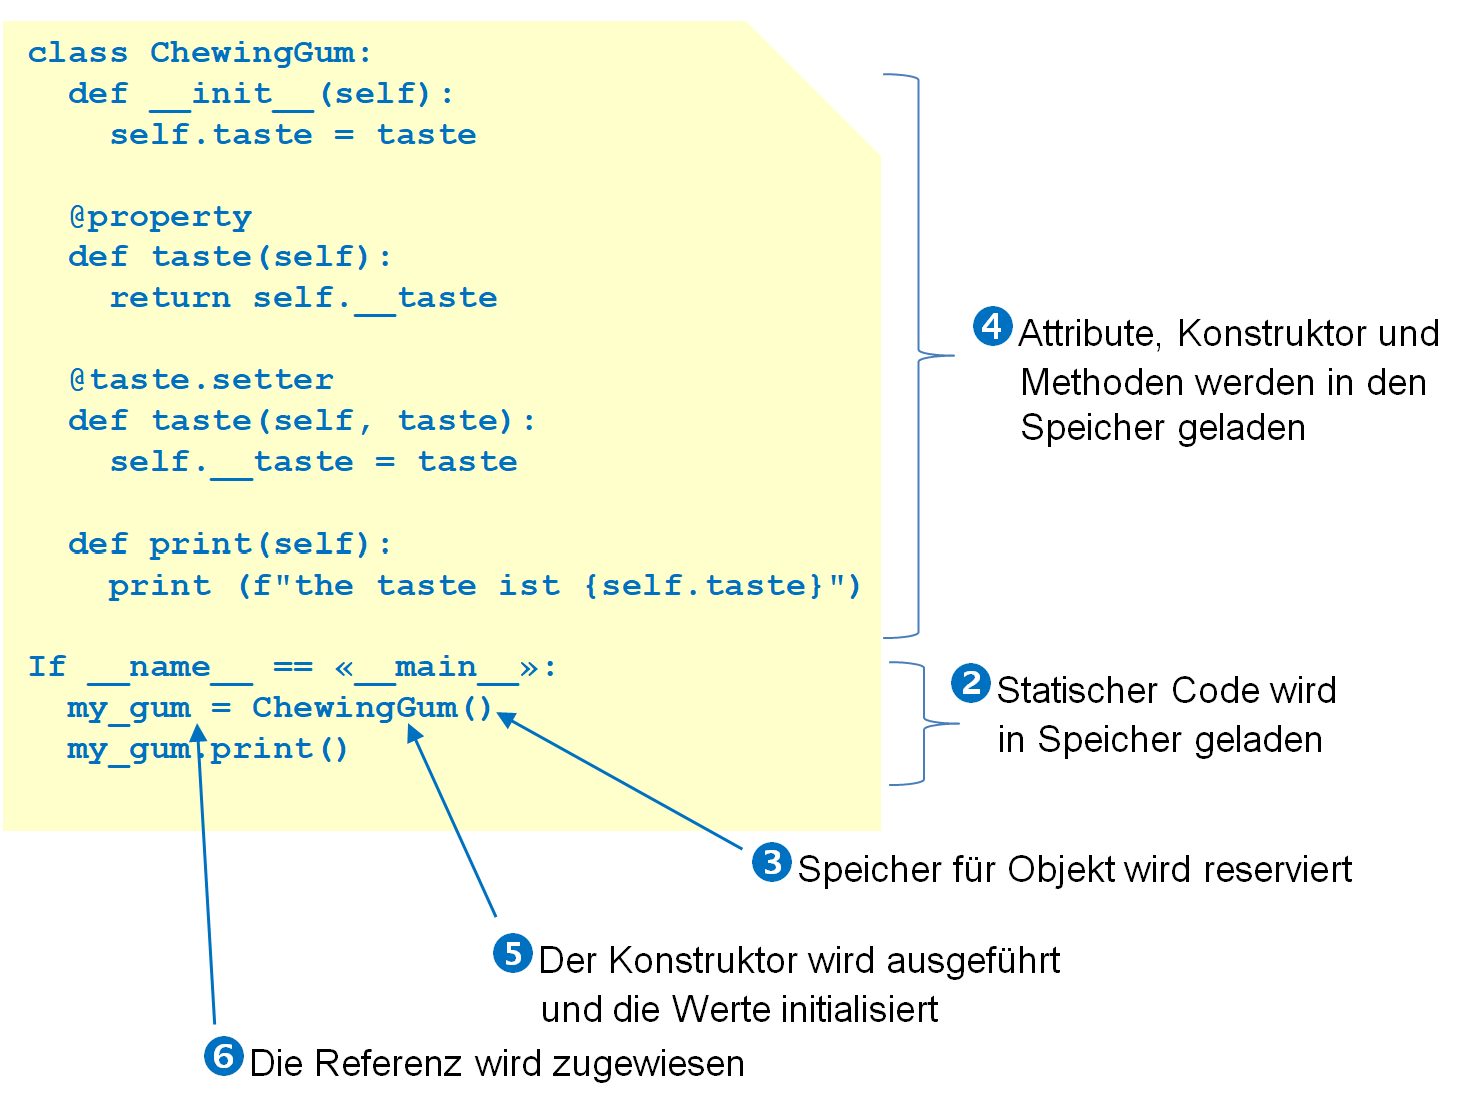 class ChewingGum:
  def __init__(self):
    self.taste = taste
  @property
  def taste(self):
    return self.__taste
  @taste.setter
  def taste(self, taste):
    self.__taste = taste
  def print(self):
    print (f"the taste ist {self.taste}")
If __name__ == «__main__»:
  my_gum = ChewingGum()
  my_gum.print()
4 Attribute, Konstruktor und
Methoden werden in den
Speicher geladen
2 Statischer Code wird
in Speicher geladen
3 Speicher für Objekt wird reserviert
5 Der Konstruktor wird ausgeführt
und die Werte initialisiert
6 Die Referenz wird zugewiesen